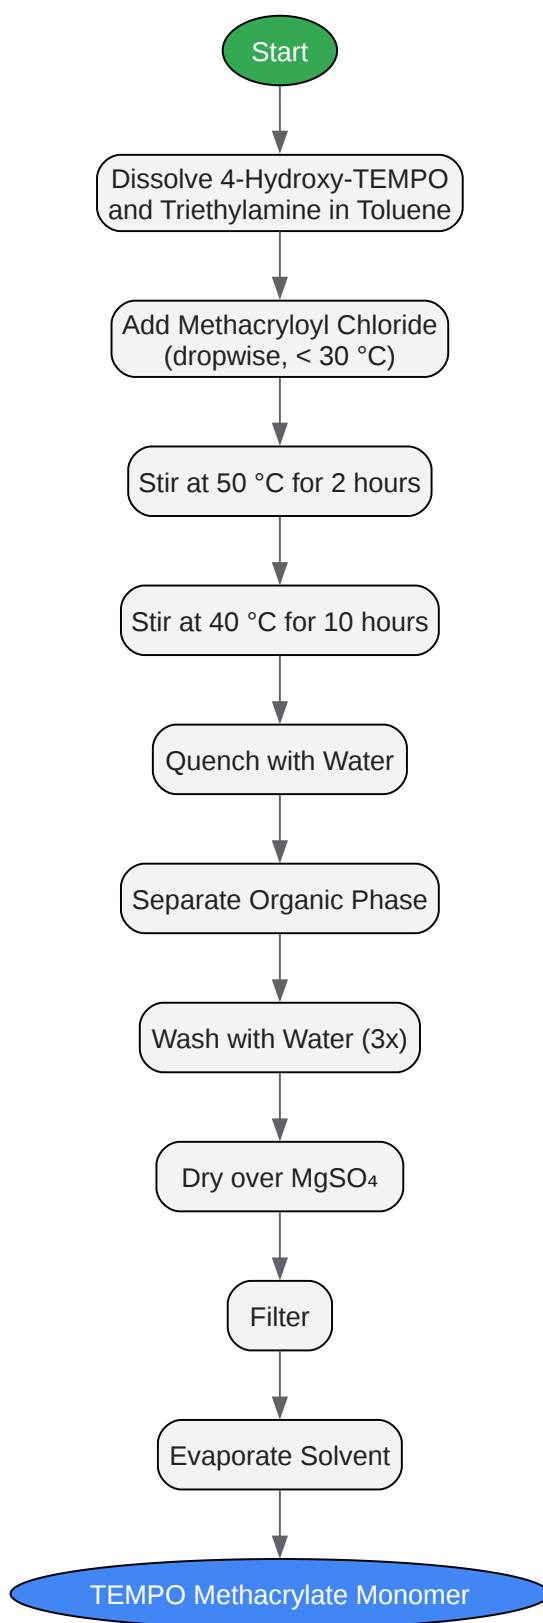 Start
Dissolve 4-Hydroxy-TEMPO
and Triethylamine in Toluene
Add Methacryloyl Chloride
(dropwise, < 30 °C)
Stir at 50 °C for 2 hours
Stir at 40 °C for 10 hours
Quench with Water
Separate Organic Phase
Wash with Water (3x)
Dry over MgSO₄
Filter
Evaporate Solvent
TEMPO Methacrylate Monomer